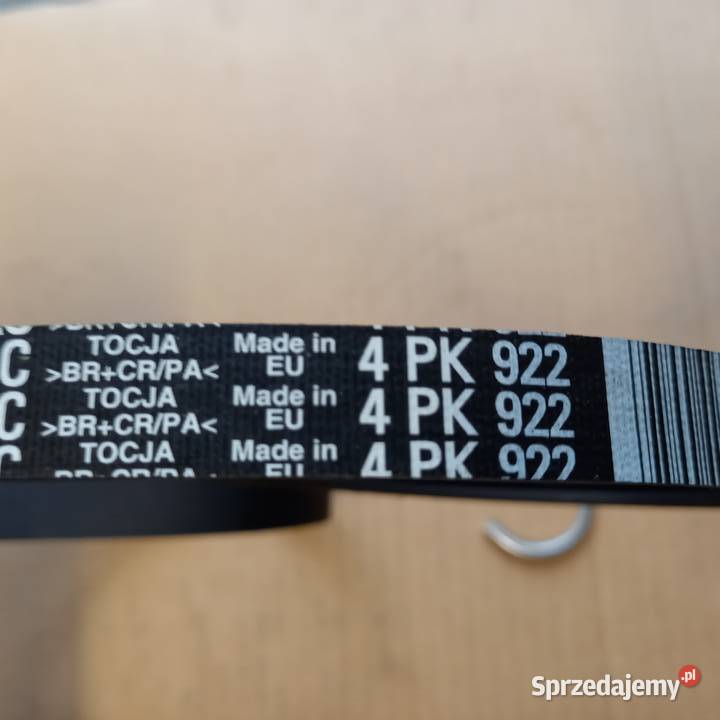 C TOCJA Made in 4 PK 922
>BR+CR/PA< EU
C TOCJA Made in 4 PK 922
>BR+CR/PA< EU
C TOCJA Made in 4 PK 922
Sprzedajemy.pl